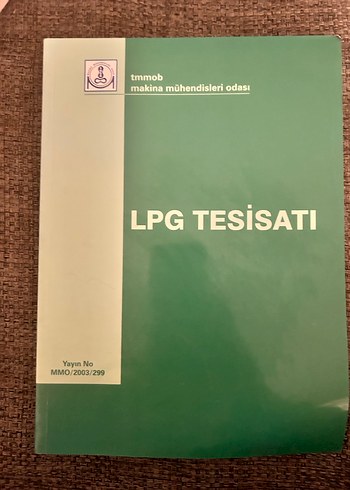 tmmob
makina mühendisleri odası
LPG TESİSATI
Yayın No
MMO/2003/299